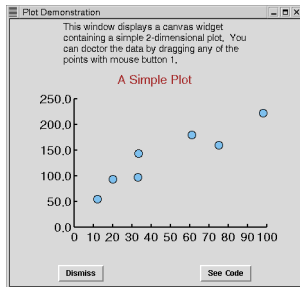 Plot Demonstration
This window displays a canvas widget
containing a simple 2-dimensional plot. You
can doctor the data by dragging any of the
points with mouse button 1.
A Simple Plot
250.0
200.0
150.0
100.0
50.0
0.0
0 10 20 30 40 50 60 70 80 90 100
Dismiss See Code